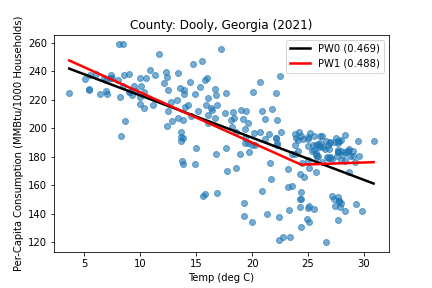 County: Dooly, Georgia (2021)
Per-Capita Consumption (MMBtu/1000 Households)
260
240
220
200
180
160
140
120
PW0 (0.469)
PW1 (0.488)
5 10 15 20 25 30
Temp (deg C)